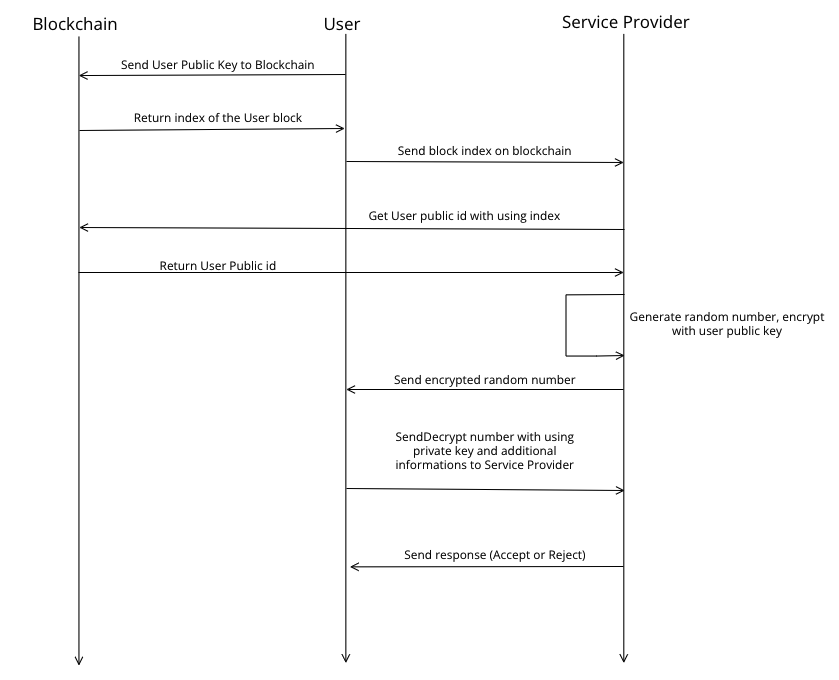 Blockchain
User
Service Provider
Send User Public Key to Blockchain
Return index of the User block
Send block index on blockchain
Get User public id with using index
Return User Public id
Generate random number, encrypt
with user public key
Send encrypted random number
SendDecrypt number with using
private key and additional
informations to Service Provider
Send response (Accept or Reject)